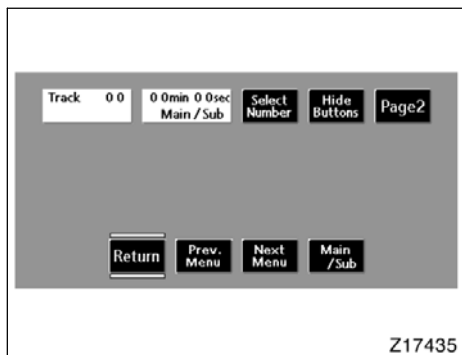 Track 0 0
0 0min 0 0sec
Main / Sub
Select
Number
Hide
Buttons
Page2
Return
Prev.
Menu
Next
Menu
Main
/Sub
Z17435